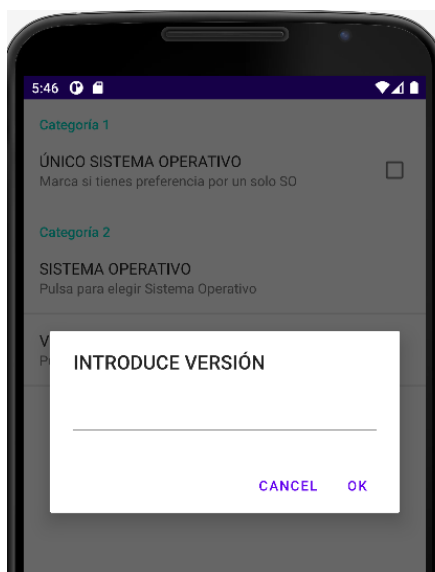 5:46
Categoría 1
ÚNICO SISTEMA OPERATIVO
Marca si tienes preferencia por un solo SO
Categoría 2
SISTEMA OPERATIVO
Pulsa para elegir Sistema Operativo
INTRODUCE VERSIÓN
CANCEL OK